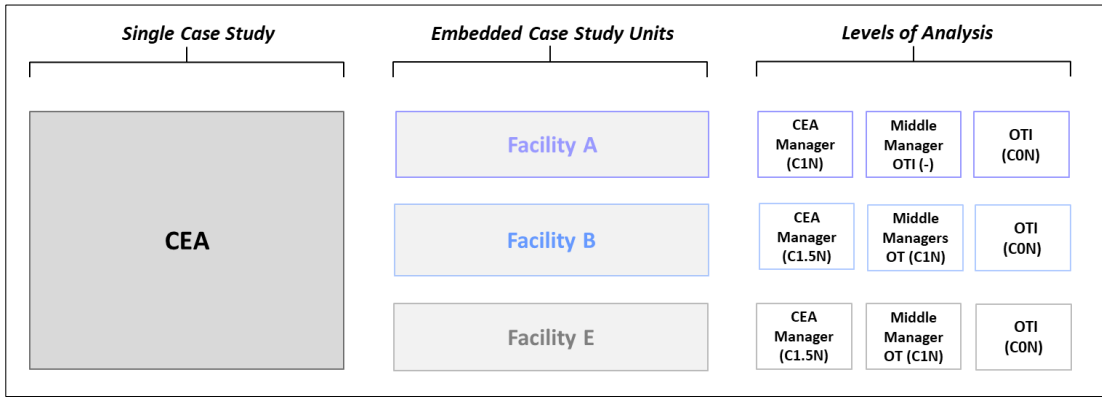 Single Case Study
Embedded Case Study Units
Levels of Analysis
CEA
Facility A
CEA
Manager
(C1N)
Middle
Manager
OTI (-)
OTI
(C0N)
Facility B
CEA
Manager
(C1.5N)
Middle
Managers
OT (C1N)
OTI
(C0N)
Facility E
CEA
Manager
(C1.5N)
Middle
Manager
OT (C1N)
OTI
(C0N)